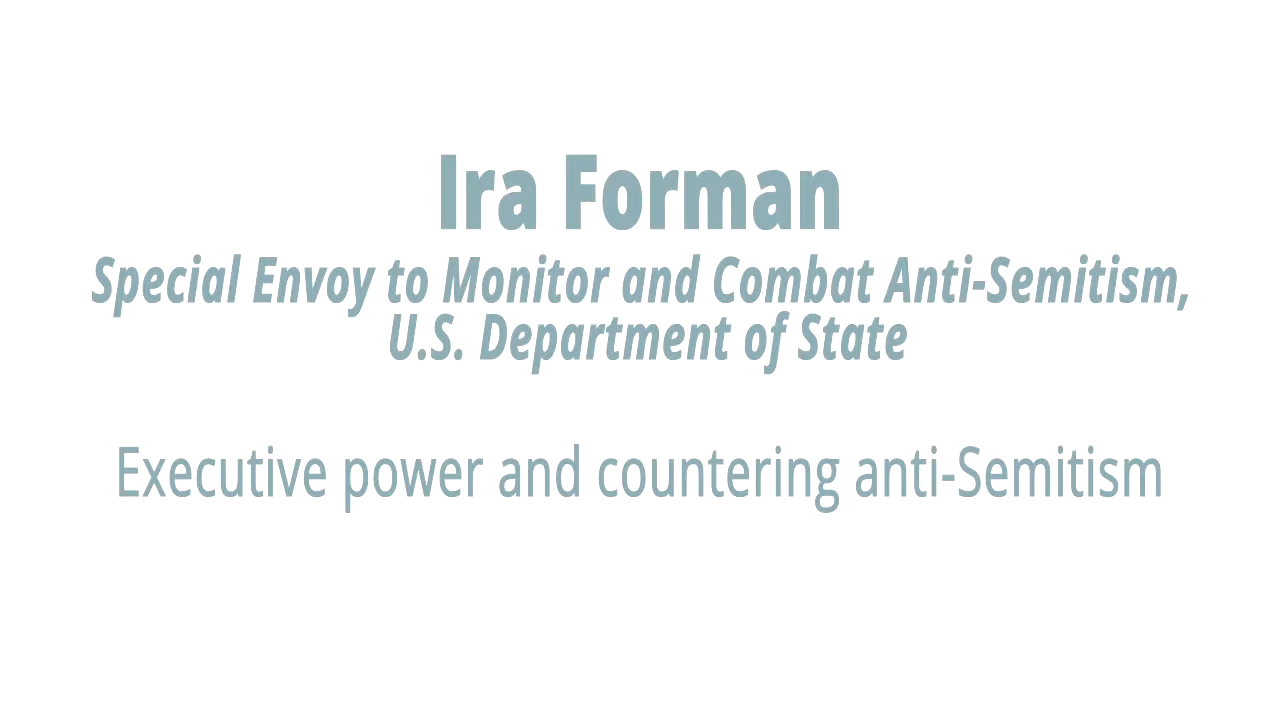 Ira Forman
Special Envoy to Monitor and Combat Anti-Semitism,
U.S. Department of State
Executive power and countering anti-Semitism